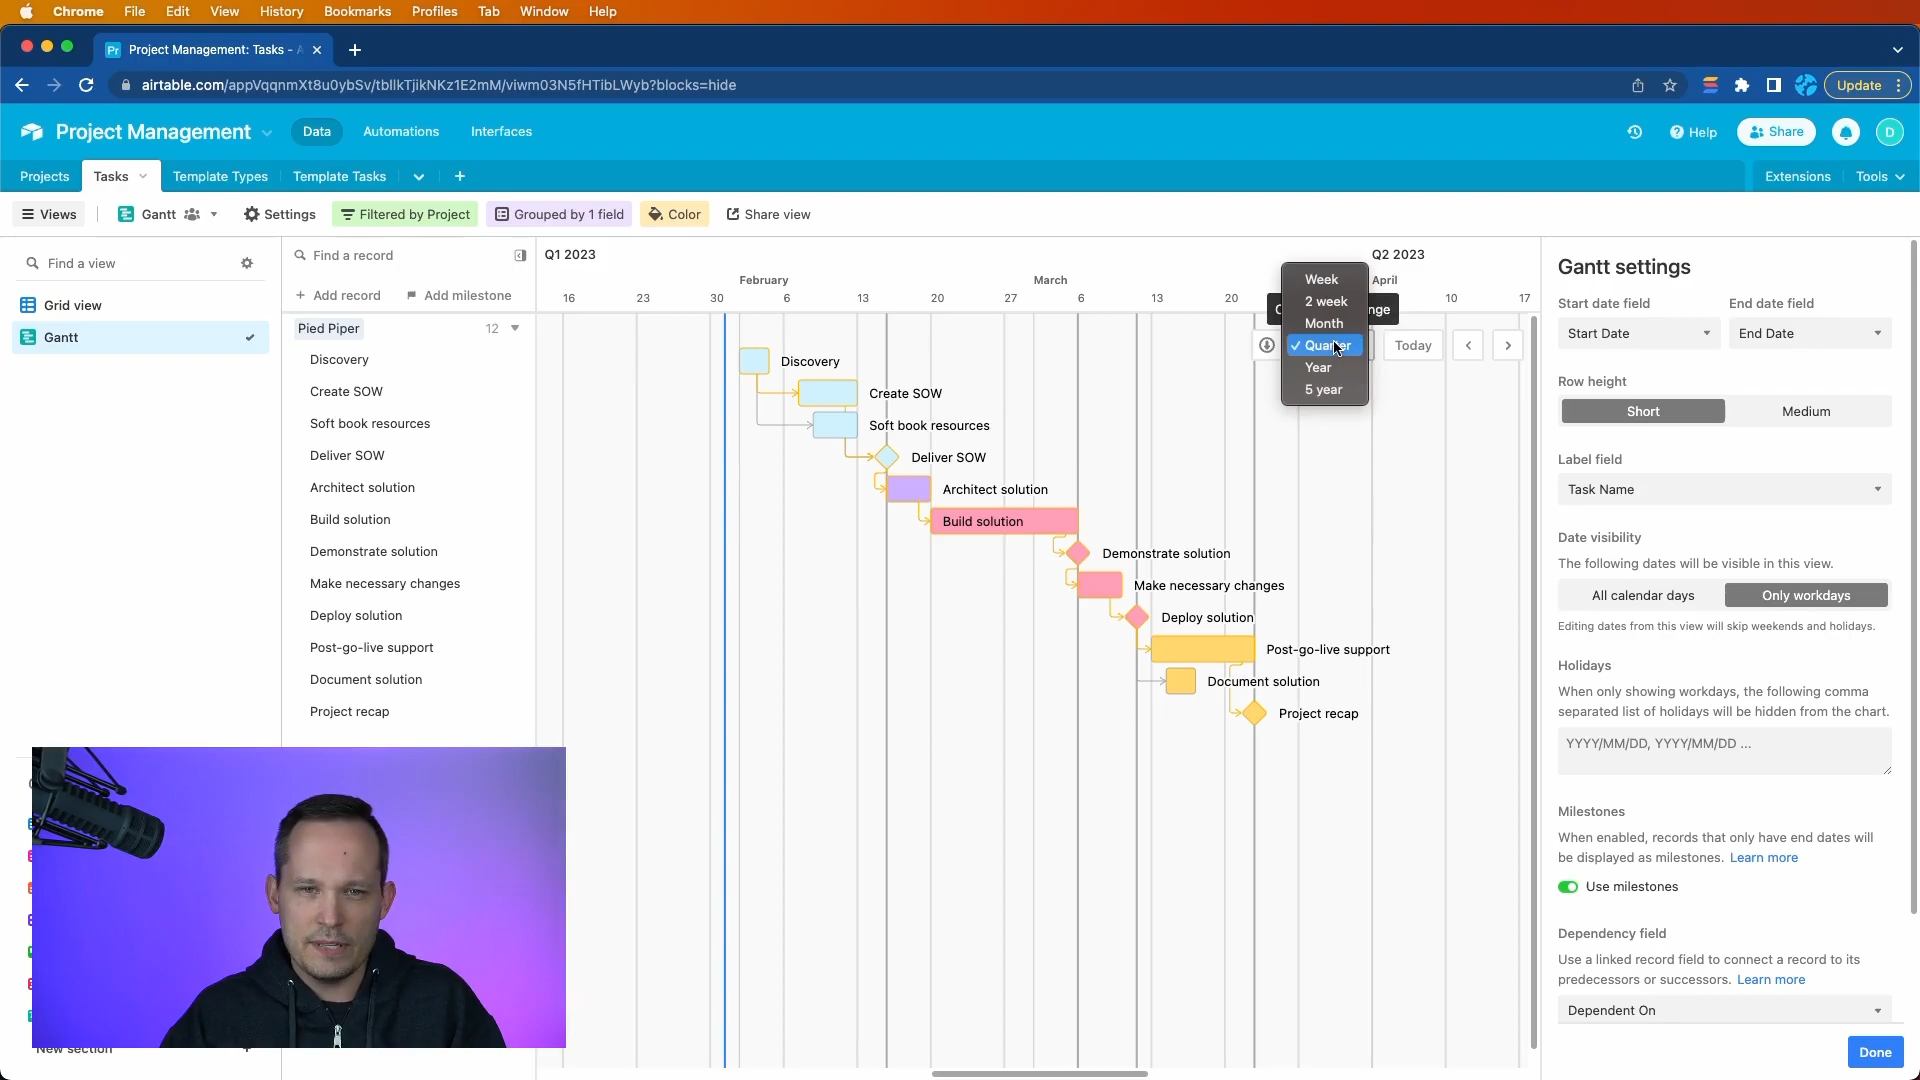 Chrome File Edit View History Bookmarks Profiles Tab Window Help
Pr Project Management: Tasks - A
airtable.com/appVqqnmXt8u0ybSv/tbllkTjikNKz1E2mM/viwm03N5fHTibLWyb?blocks=hide
Update
Project Management Data Automations Interfaces Help Share D
Projects Tasks Template Types Template Tasks Extensions Tools
Views Gantt Settings Filtered by Project Grouped by 1 field Color Share view
Find a view
Grid view
Gantt
New section
Find a record
Add record Add milestone
Pied Piper 12
Discovery
Create SOW
Soft book resources
Deliver SOW
Architect solution
Build solution
Demonstrate solution
Make necessary changes
Deploy solution
Post-go-live support
Document solution
Project recap
Q1 2023 Q2 2023
February March April
16 23 30 6 13 20 27 6 13 20 10 17
Week
2 week
Month
Quarter
Year
5 year
nge
Today
Discovery
Create SOW
Soft book resources
Deliver SOW
Architect solution
Build solution
Demonstrate solution
Make necessary changes
Deploy solution
Post-go-live support
Document solution
Project recap
Gantt settings
Start date field End date field
Start Date End Date
Row height
Short Medium
Label field
Task Name
Date visibility
The following dates will be visible in this view.
All calendar days Only workdays
Editing dates from this view will skip weekends and holidays.
Holidays
When only showing workdays, the following comma
separated list of holidays will be hidden from the chart.
YYYY/MM/DD, YYYY/MM/DD ...
Milestones
When enabled, records that only have end dates will
be displayed as milestones. Learn more
Use milestones
Dependency field
Use a linked record field to connect a record to its
predecessors or successors. Learn more
Dependent On
Done